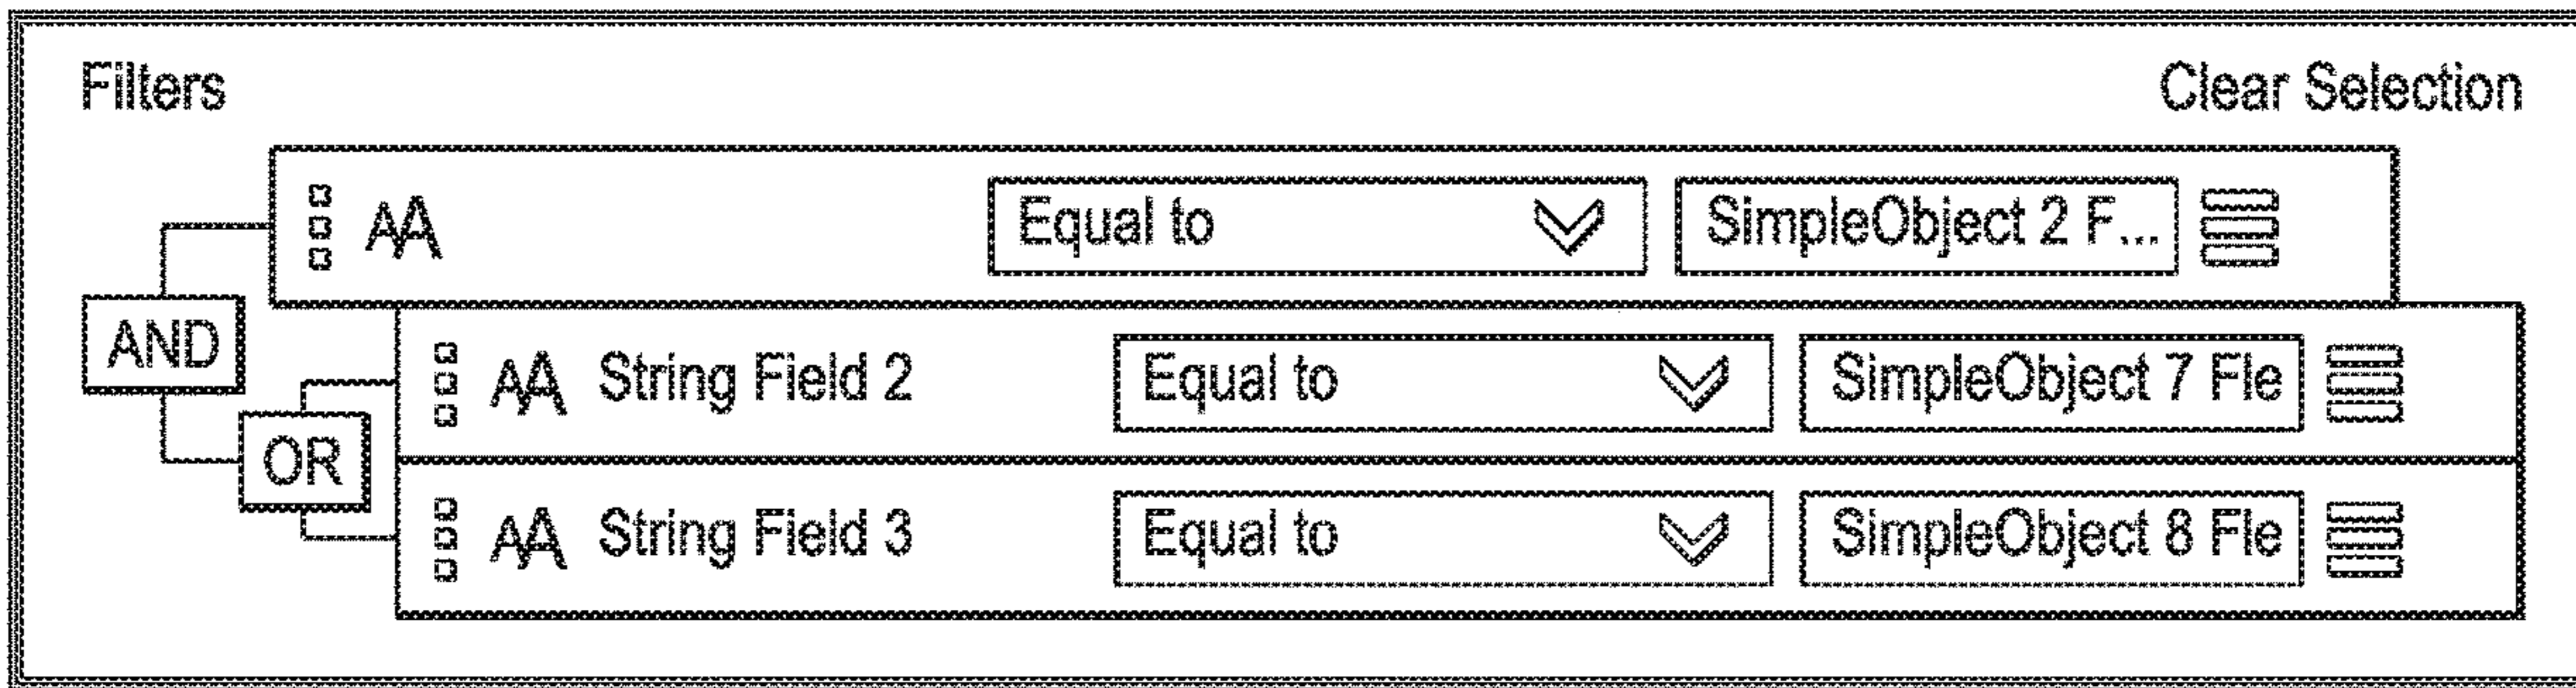 Filters Clear Selection
AA Equal to SimpleObject 2 F...
AND
AA String Field 2 Equal to SimpleObject 7 Fle
OR
AA String Field 3 Equal to SimpleObject 8 Fle